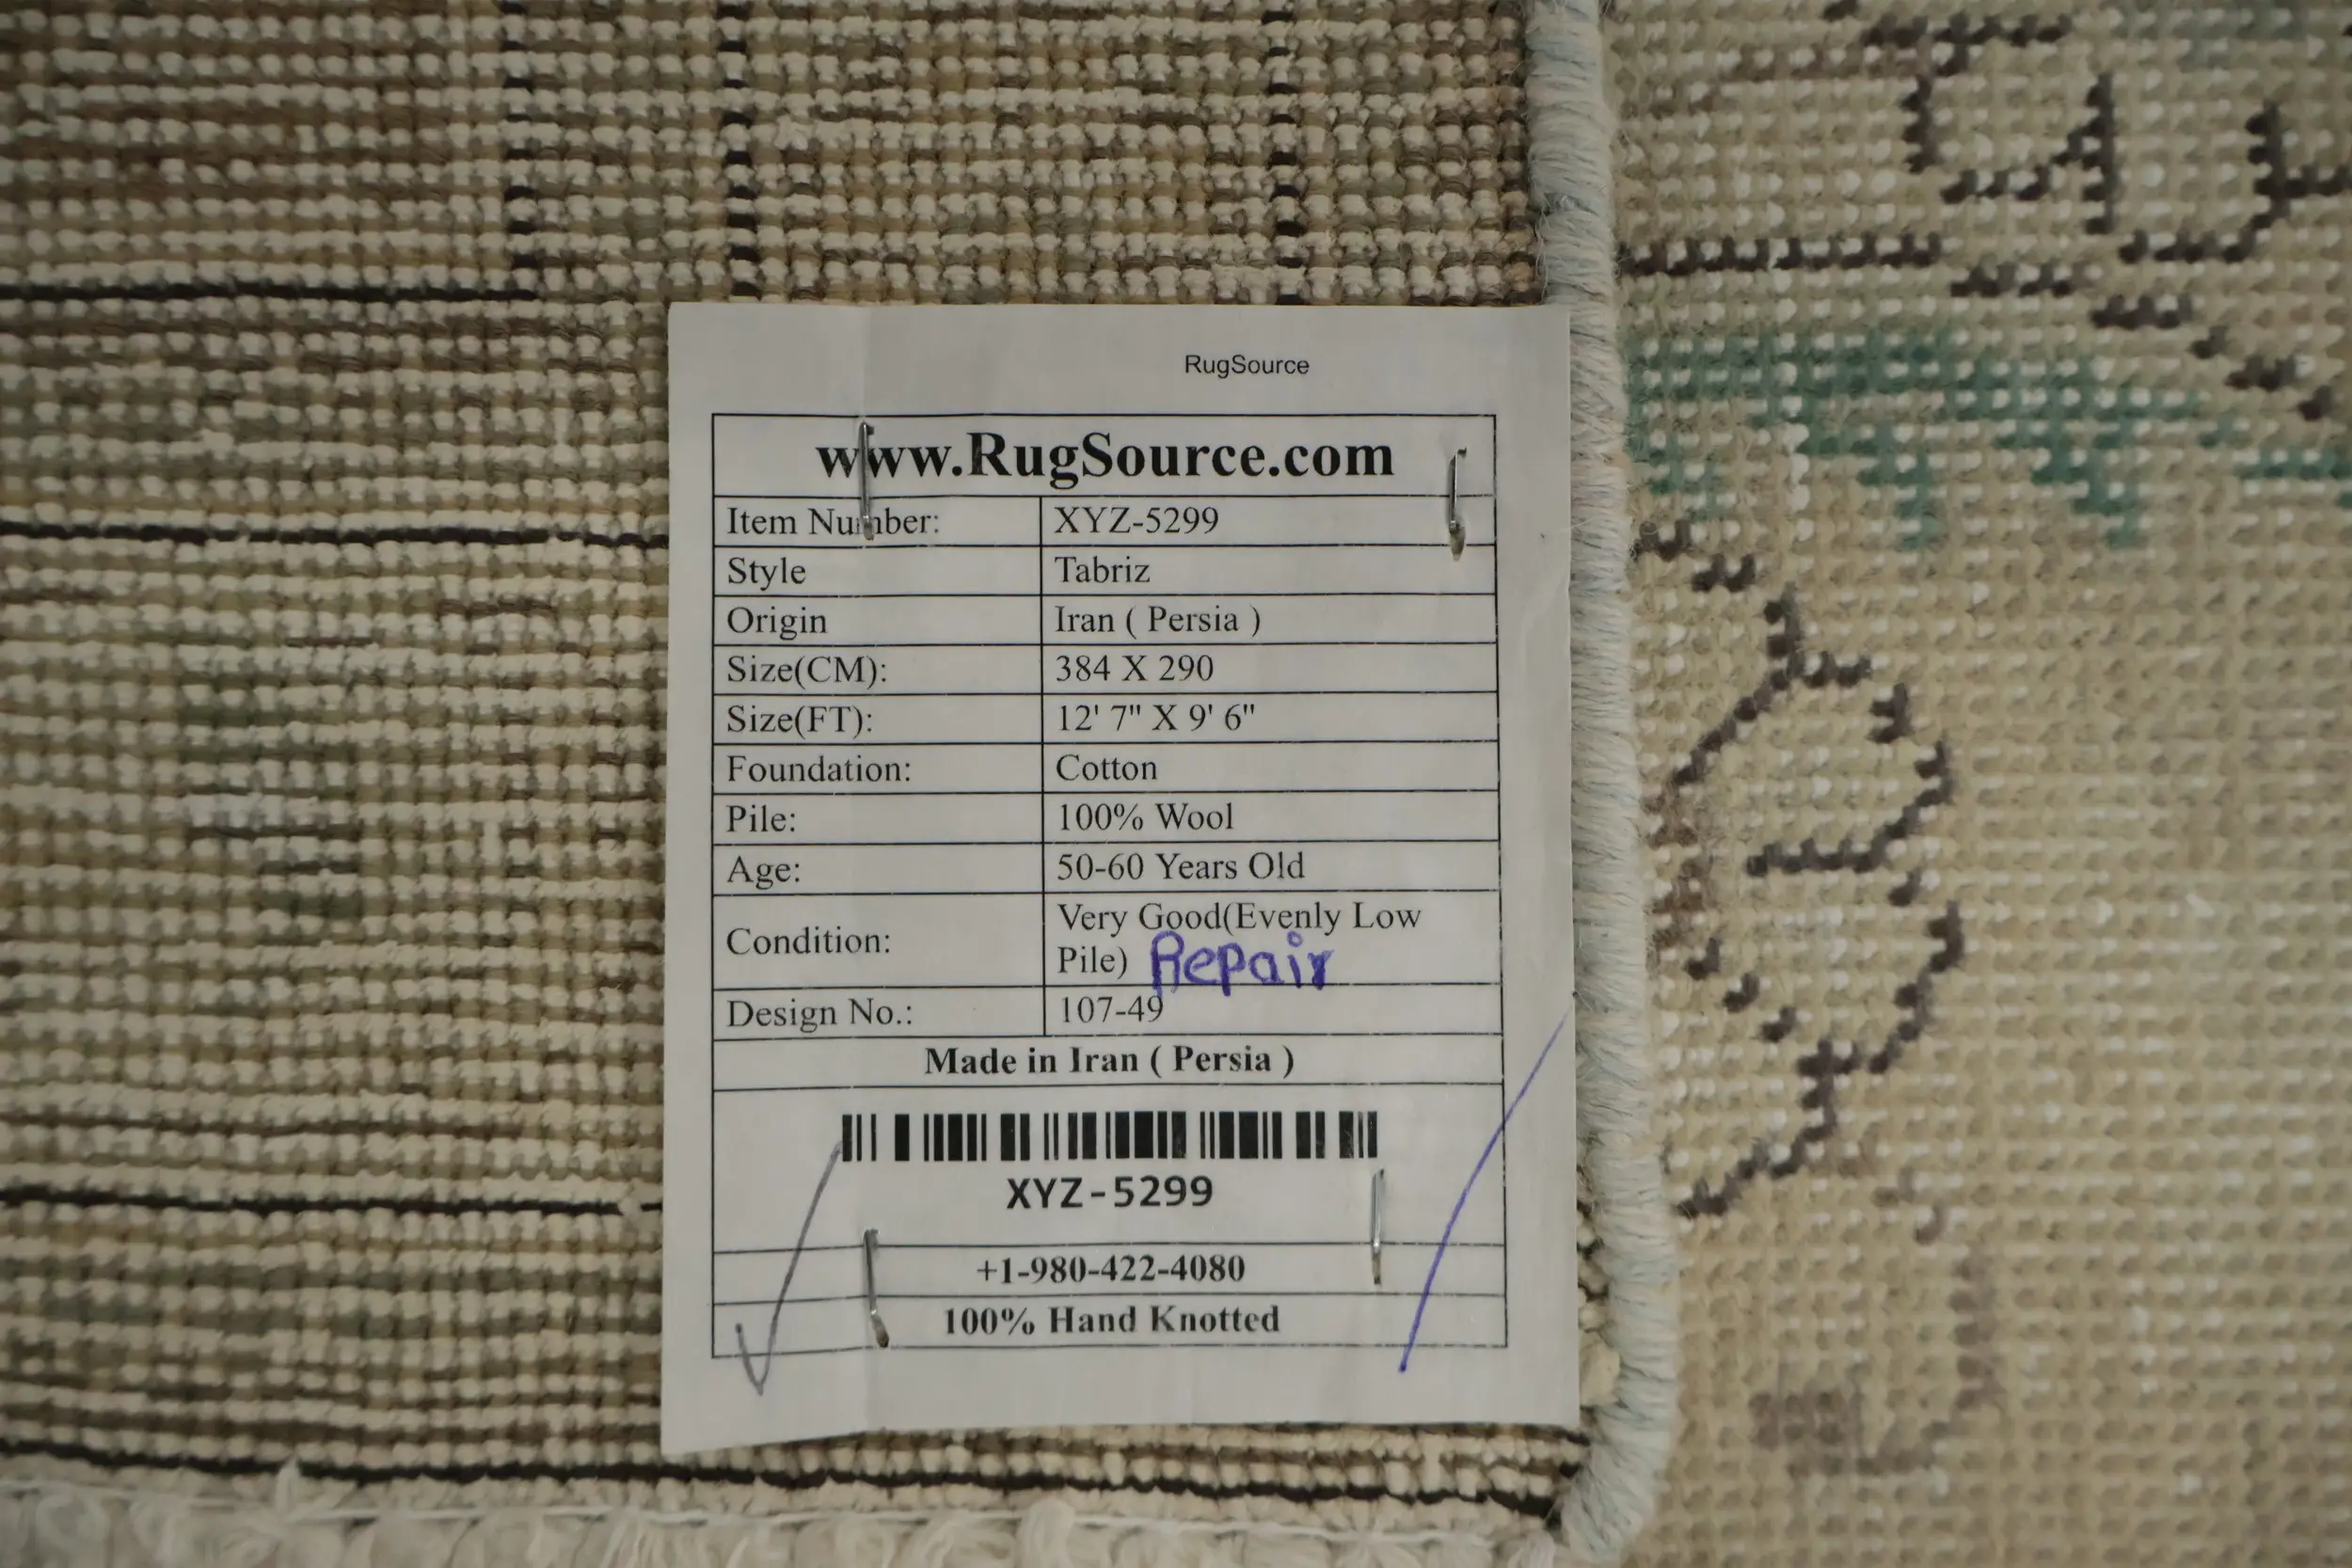 RugSource
www.RugSource.com
Item Number: XYZ-5299
Style Tabriz
Origin Iran ( Persia )
Size(CM): 384 X 290
Size(FT): 12' 7" X 9' 6"
Foundation: Cotton
Pile: 100% Wool
Age: 50-60 Years Old
Condition: Very Good(Evenly Low
Pile) Repair
Design No.: 107-49
Made in Iran ( Persia )
XYZ-5299
+1-980-422-4080
100% Hand Knotted